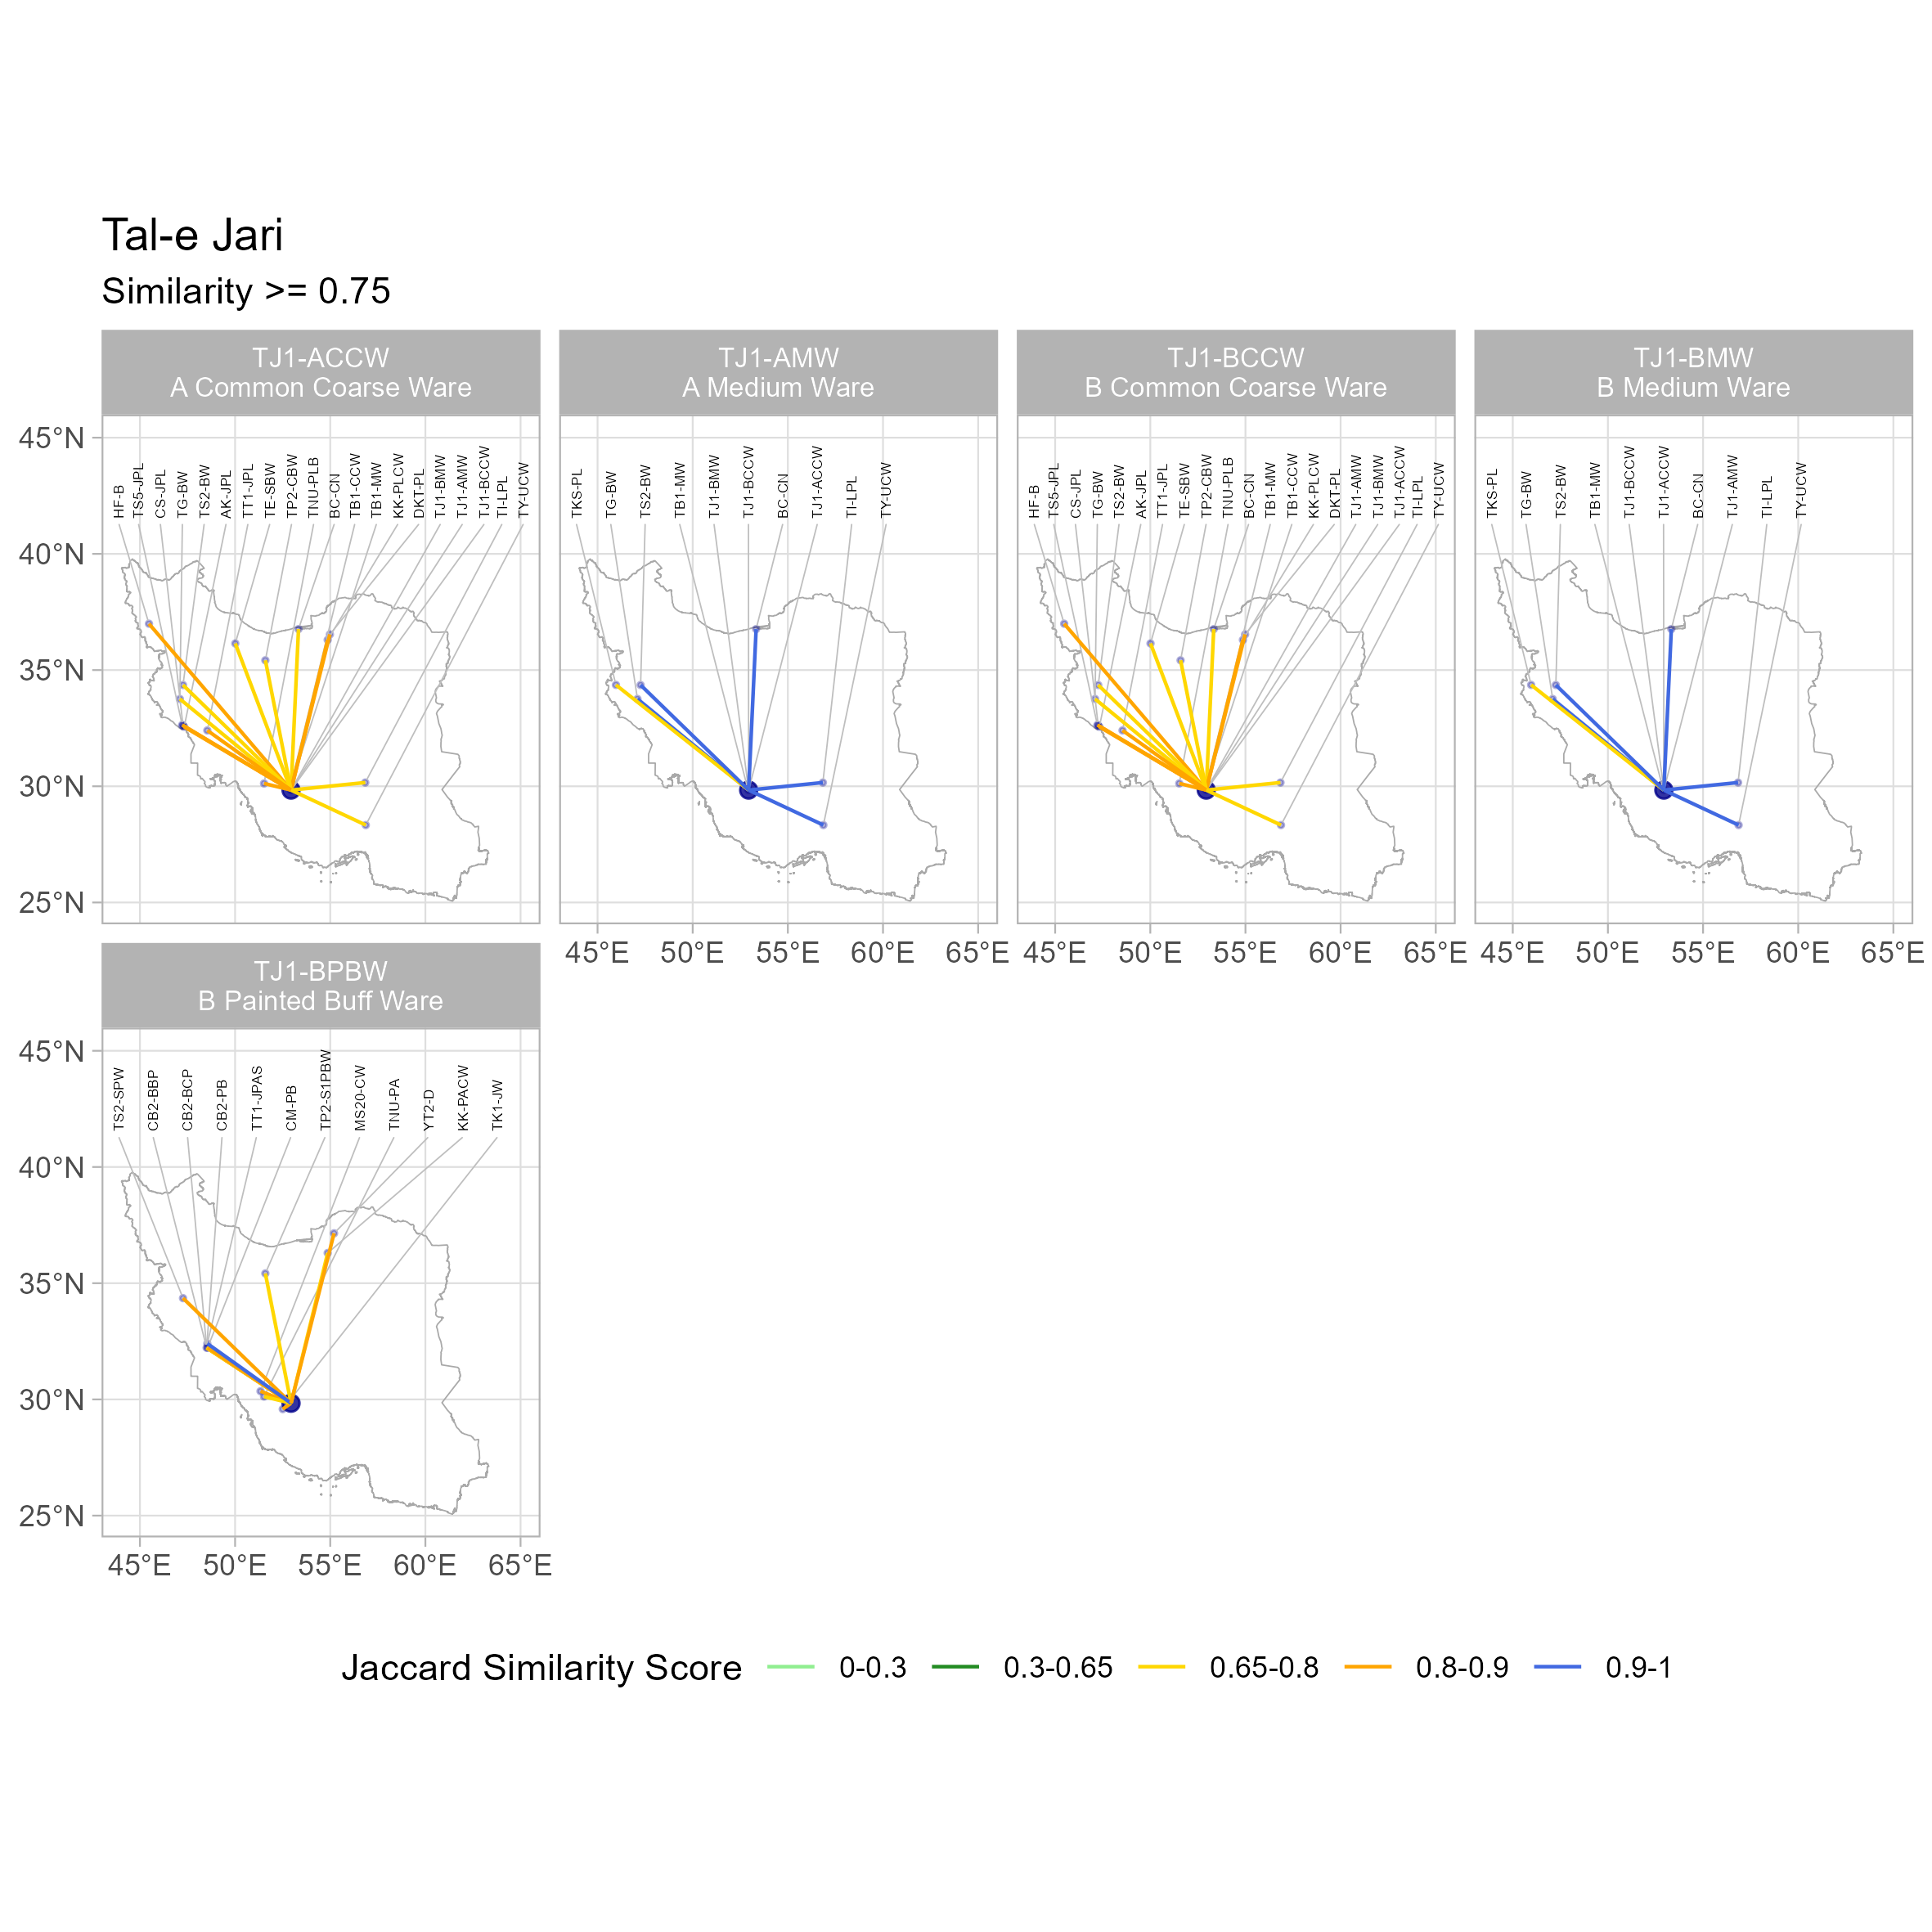 Tal-e Jari
Similarity >= 0.75
TJ1-ACCW
A Common Coarse Ware
TJ1-AMW
A Medium Ware
TJ1-BCCW
B Common Coarse Ware
TJ1-BMW
B Medium Ware
45°N
40°N
35°N
30°N
25°N
HF-B
TS5-JPL
CS-JPL
TG-BW
TS2-BW
AK-JPL
TT1-JPL
TE-SBW
TP2-CBW
TNU-PLB
BC-CN
TB1-CCW
TB1-MW
KK-PLCW
DKT-PL
TJ1-BMW
TJ1-AMW
TJ1-BCCW
TI-LPL
TY-UCW
TKS-PL
TG-BW
TS2-BW
TB1-MW
TJ1-BMW
TJ1-BCCW
BC-CN
TJ1-ACCW
TI-LPL
TY-UCW
HF-B
TS5-JPL
CS-JPL
TG-BW
TS2-BW
AK-JPL
TT1-JPL
TE-SBW
TP2-CBW
TNU-PLB
BC-CN
TB1-MW
TB1-CCW
KK-PLCW
DKT-PL
TJ1-AMW
TJ1-BMW
TJ1-ACCW
TI-LPL
TY-UCW
TKS-PL
TG-BW
TS2-BW
TB1-MW
TJ1-BCCW
TJ1-ACCW
BC-CN
TJ1-AMW
TI-LPL
TY-UCW
45°E 50°E 55°E 60°E 65°E
45°E 50°E 55°E 60°E 65°E
45°E 50°E 55°E 60°E 65°E
TJ1-BPBW
B Painted Buff Ware
45°N
40°N
35°N
30°N
25°N
TS2-SPW
CB2-BBP
CB2-BCP
CB2-PB
TT1-JPAS
CM-PB
TP2-S1PBW
MS20-CW
TNU-PA
YT2-D
KK-PACW
TK1-JW
45°E 50°E 55°E 60°E 65°E
Jaccard Similarity Score 0-0.3 0.3-0.65 0.65-0.8 0.8-0.9 0.9-1